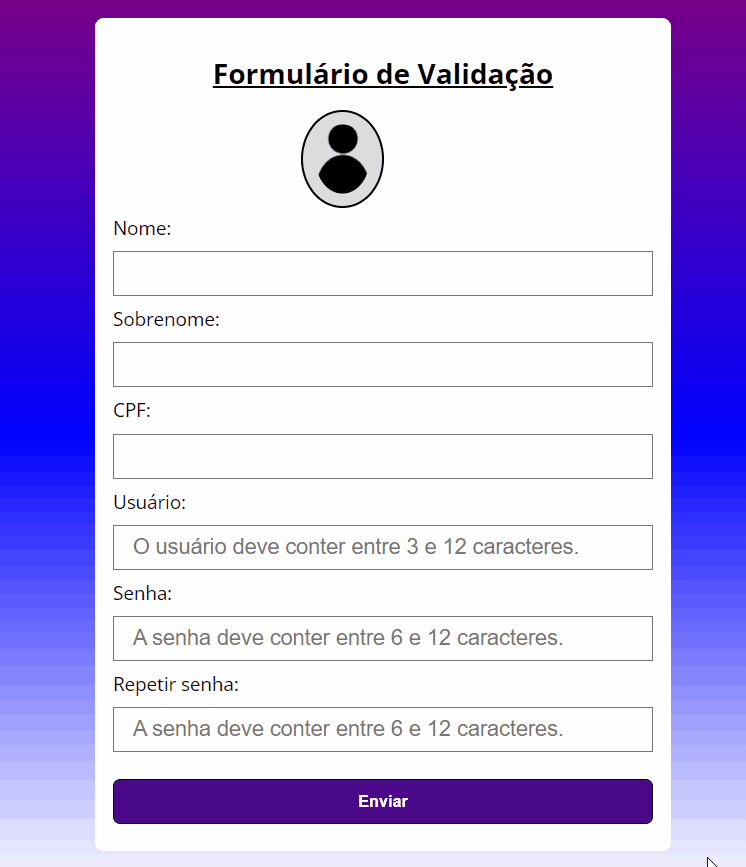 Formulário de Validação
Nome:
Sobrenome:
CPF:
Usuário:
O usuário deve conter entre 3 e 12 caracteres.
Senha:
A senha deve conter entre 6 e 12 caracteres.
Repetir senha:
A senha deve conter entre 6 e 12 caracteres.
Enviar